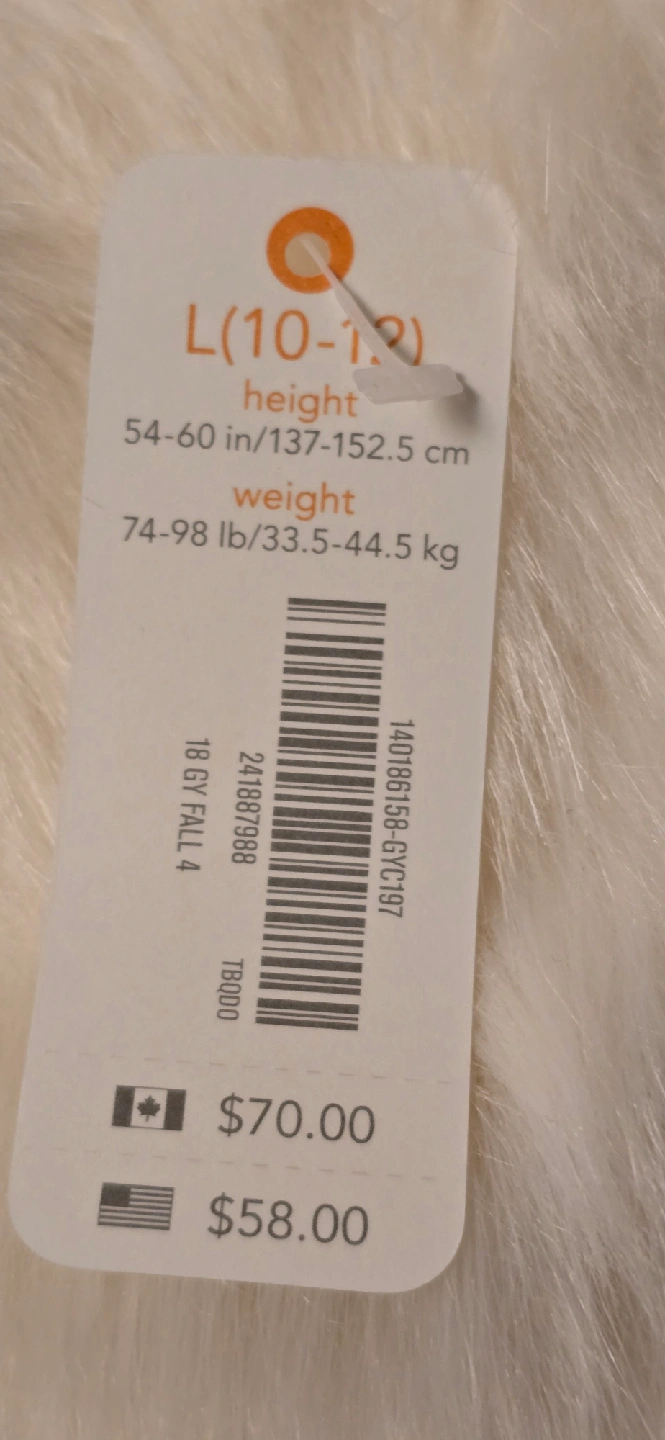 L(10-12)
height
54-60 in/137-152.5 cm
weight
74-98 lb/33.5-44.5 kg
140186158-GYC197
241887988
TBQDO
18 GY FALL 4
$70.00
$58.00